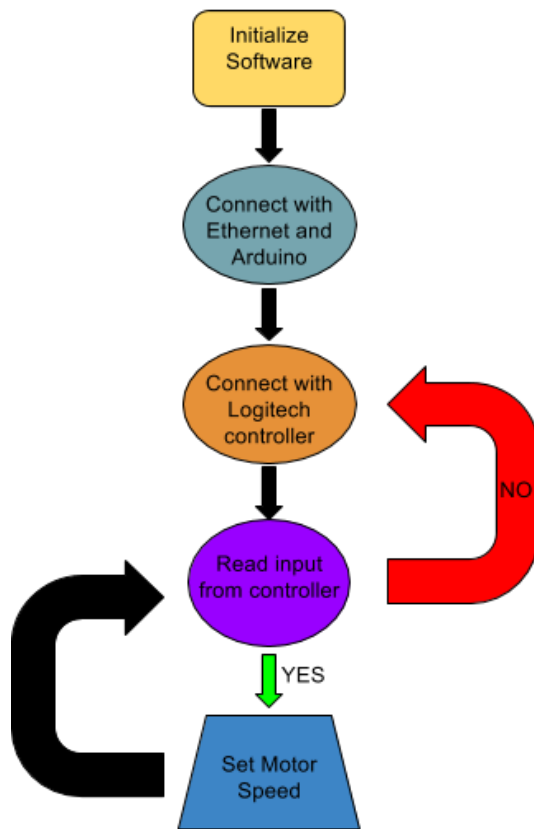 Initialize
Software
Connect with
Ethernet and
Arduino
Connect with
Logitech
controller
NO
Read input
from controller
YES
Set Motor
Speed